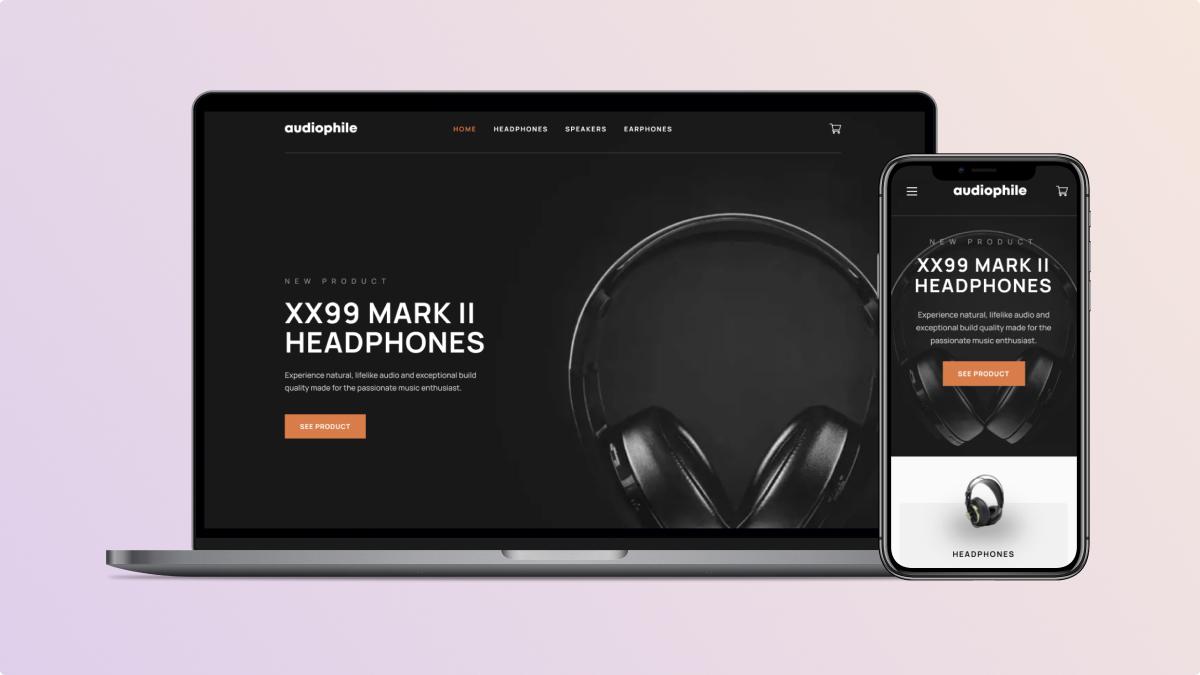 audiophile
HOME HEADPHONES SPEAKERS EARPHONES
NEW PRODUCT
XX99 MARK II
HEADPHONES
Experience natural, lifelike audio and exceptional build
quality made for the passionate music enthusiast.
SEE PRODUCT
audiophile
NEW PRODUCT
XX99 MARK II
HEADPHONES
Experience natural, lifelike audio and
exceptional build quality made for the
passionate music enthusiast.
SEE PRODUCT
HEADPHONES